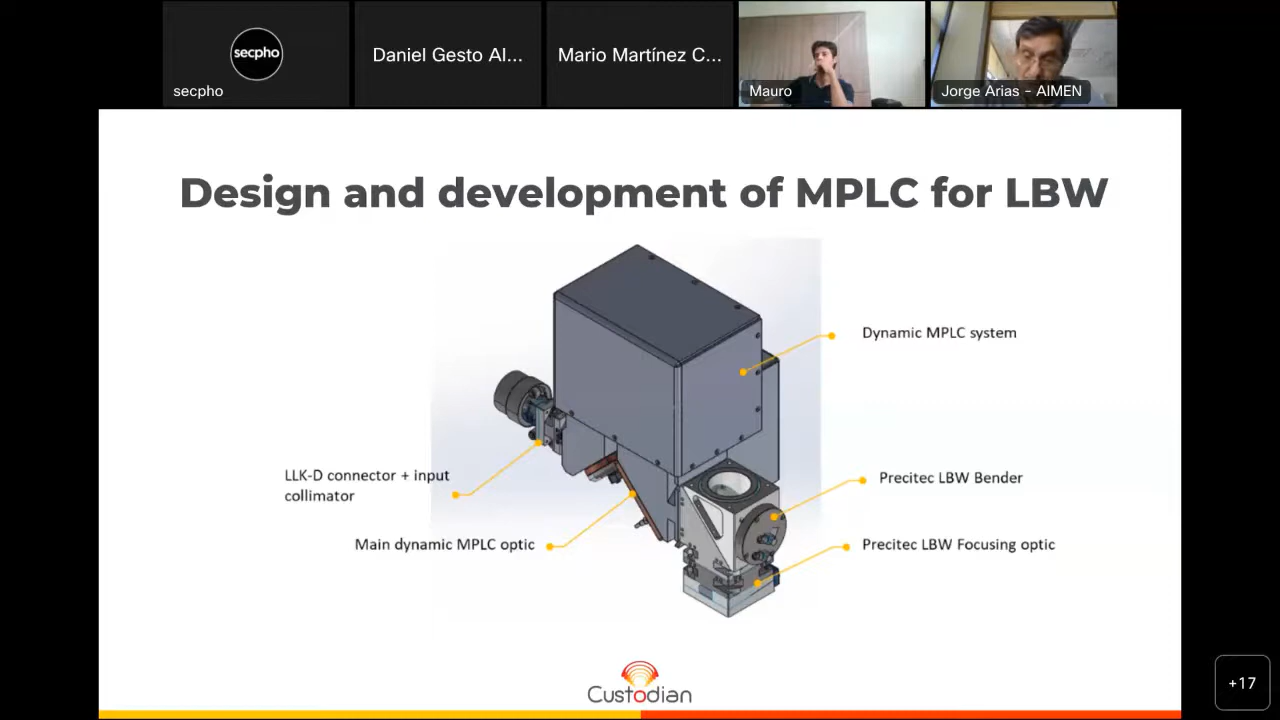 secpho
secpho
Daniel Gesto Al...
Mario Martínez C...
Mauro
Jorge Arias - AIMEN
Design and development of MPLC for LBW
Dynamic MPLC system
LLK-D connector + input
collimator
Precitec LBW Bender
Main dynamic MPLC optic
Precitec LBW Focusing optic
Custodian
+17